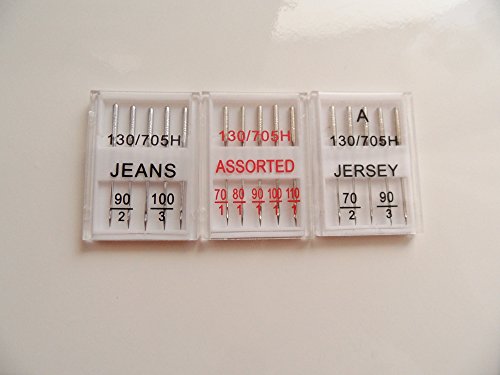 130/705H
JEANS
90 100
2 3
130/705H
ASSORTED
70 80 90 100 110
1 1 1 1 1
A
130/705H
JERSEY
70 90
2 3